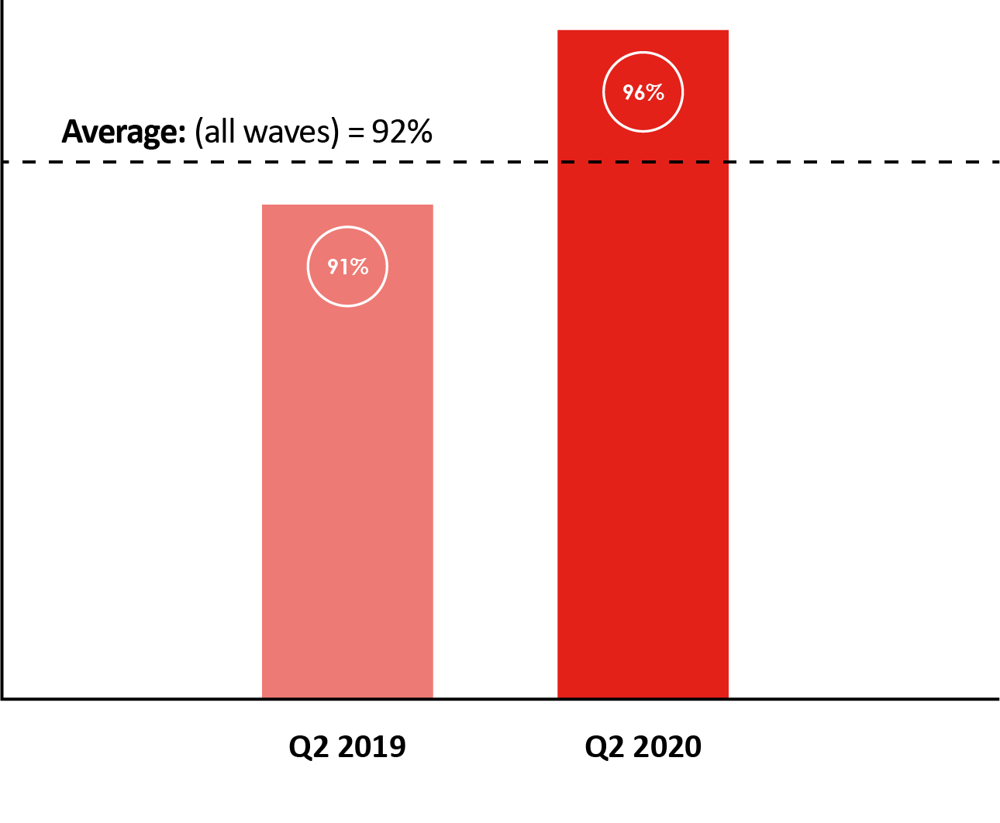 96%
Average: (all waves) = 92%
91%
Q2 2019
Q2 2020